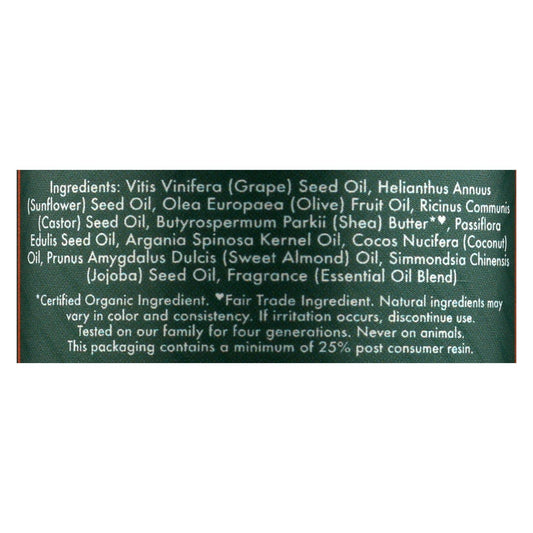 Ingredients: Vitis Vinifera (Grape) Seed Oil, Helianthus Annuus
(Sunflower) Seed Oil, Olea Europaea (Olive) Fruit Oil, Ricinus Communis
(Castor) Seed Oil, Butyrospermum Parkii (Shea) Butter*♥, Passiflora
Edulis Seed Oil, Argania Spinosa Kernel Oil, Cocos Nucifera (Coconut)
Oil, Prunus Amygdalus Dulcis (Sweet Almond) Oil, Simmondsia Chinensis
(Jojoba) Seed Oil, Fragrance (Essential Oil Blend)
*Certified Organic Ingredient. ♥Fair Trade Ingredient. Natural ingredients may
vary in color and consistency. If irritation occurs, discontinue use.
Tested on our family for four generations. Never on animals.
This packaging contains a minimum of 25% post consumer resin.